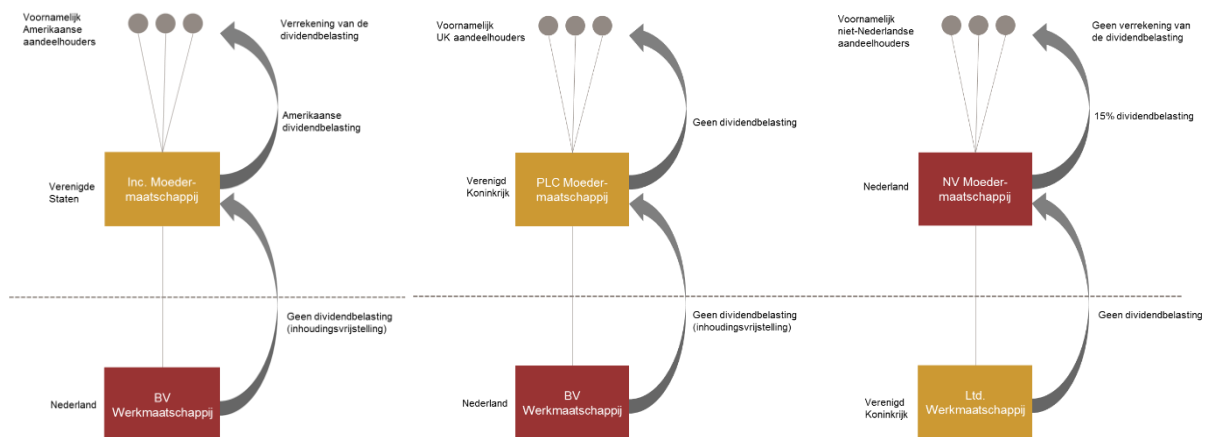 Voornamelijk
Amerikaanse
aandeelhouders
Verrekening van de
dividendbelasting
Amerikaanse
dividendbelasting
Inc. Moeder-
maatschappij
Verenigde
Staten
Geen dividendbelasting
(inhoudingsvrijstelling)
BV
Werkmaatschappij
Nederland
Voornamelijk
UK aandeelhouders
Geen dividendbelasting
PLC Moeder-
maatschappij
Verenigd
Koninkrijk
Geen dividendbelasting
(inhoudingsvrijstelling)
BV
Werkmaatschappij
Nederland
Voornamelijk
niet-Nederlandse
aandeelhouders
Geen verrekening van
de dividendbelasting
15% dividendbelasting
NV Moeder-
maatschappij
Nederland
Geen dividendbelasting
Ltd.
Werkmaatschappij
Verenigd
Koninkrijk